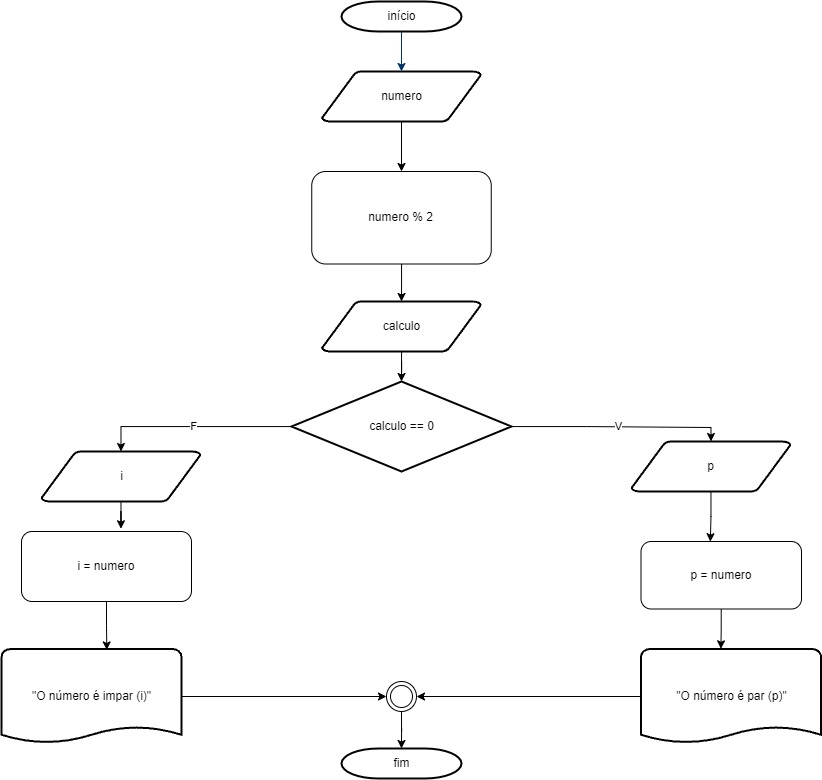 início
numero
numero % 2
calculo
calculo == 0
F
V
i
p
i = numero
p = numero
"O número é impar (i)"
"O número é par (p)"
fim